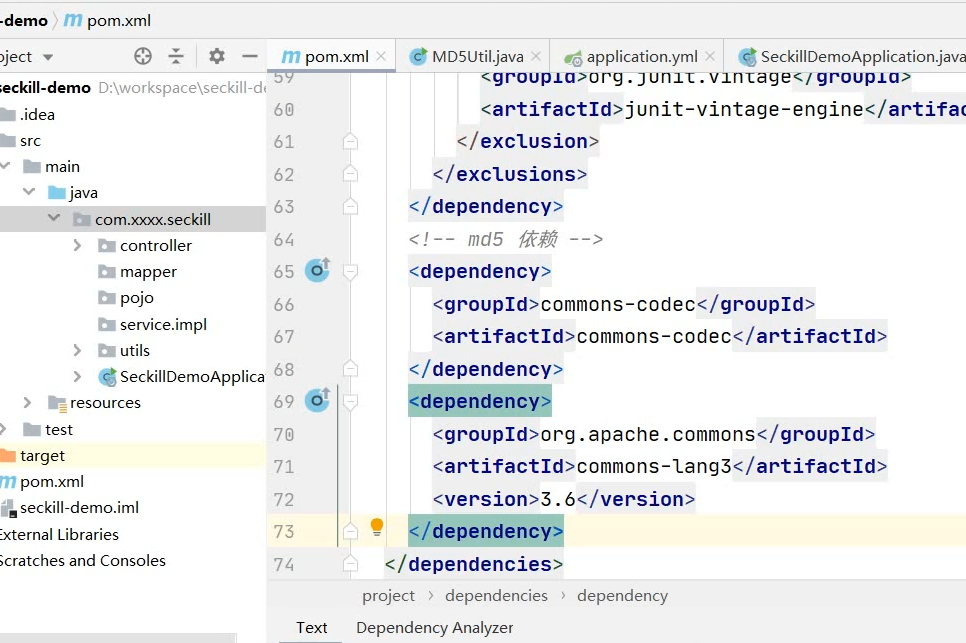 -demo pom.xml
oject
pom.xml MD5Util.java application.yml SeckillDemoApplication.java
seckill-demo D:\workspace\seckill-de
.idea
src
main
java
com.xxxx.seckill
controller
mapper
pojo
service.impl
utils
SeckillDemoApplica
resources
test
target
pom.xml
seckill-demo.iml
External Libraries
Scratches and Consoles
59 <groupId>org.junit.vintage</groupId>
60 <artifactId>junit-vintage-engine</artifac
61 </exclusion>
62 </exclusions>
63 </dependency>
64 <!-- md5 依赖 -->
65 <dependency>
66 <groupId>commons-codec</groupId>
67 <artifactId>commons-codec</artifactId>
68 </dependency>
69 <dependency>
70 <groupId>org.apache.commons</groupId>
71 <artifactId>commons-lang3</artifactId>
72 <version>3.6</version>
73 </dependency>
74 </dependencies>
project › dependencies › dependency
Text Dependency Analyzer